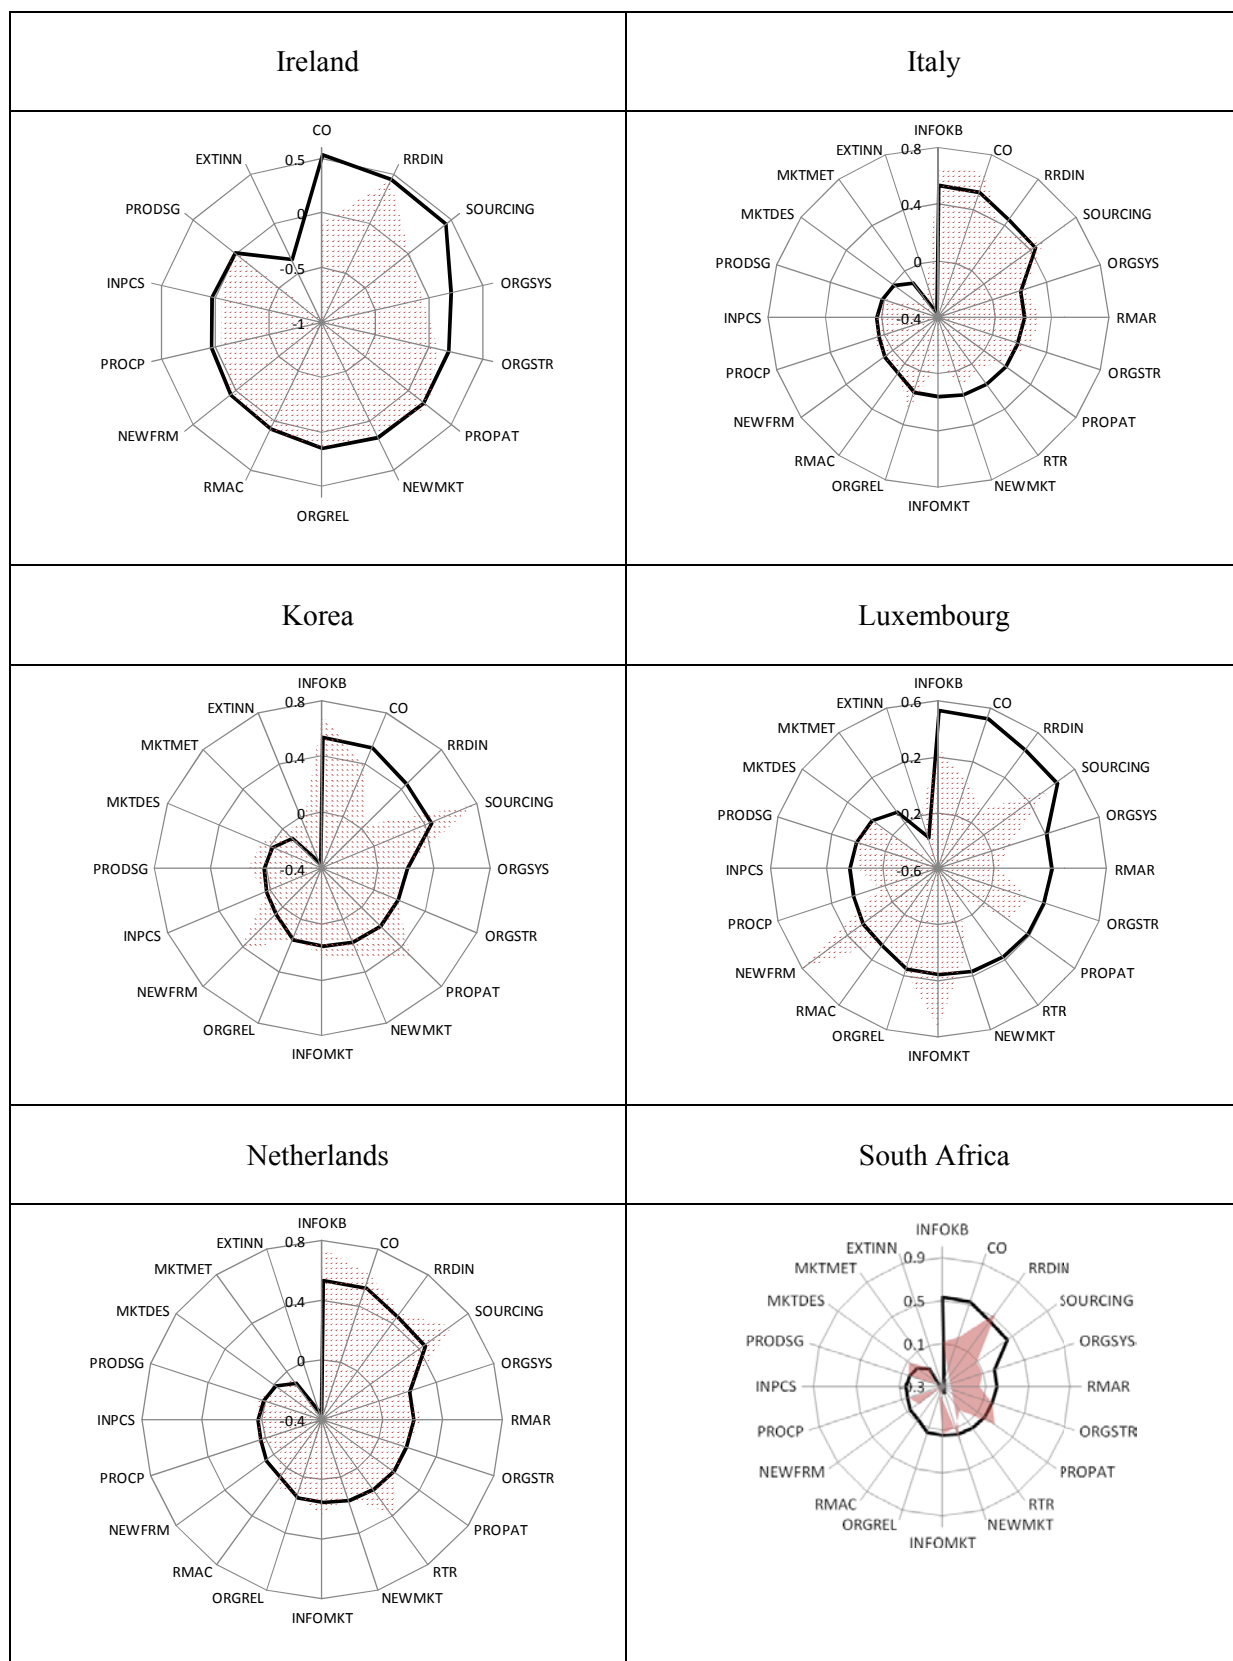 Ireland
Italy
CO
0.5
RRDIN
EXTINN
SOURCING
PRODSG
0
INPCS
-0.5
ORGSYS
-1
PROCP
ORGSTR
NEWFRM
PROPAT
RMAC
NEWMKT
ORGREL
INFOKB
0.8
CO
EXTINN
RRDIN
MKTMET
SOURCING
MKTDES
0.4
PRODSG
0
ORGSYS
INPCS
-0.4
RMAR
PROCP
ORGSTR
NEWFRM
PROPAT
RMAC
RTR
ORGREL
NEWMKT
INFOMKT
Korea
Luxembourg
INFOKB
0.8
CO
EXTINN
RRDIN
MKTMET
0.4
MKTDES
SOURCING
0
PRODSG
-0.4
ORGSYS
INPCS
ORGSTR
NEWFRM
PROPAT
ORGREL
NEWMKT
INFOMKT
INFOKB
0.6
CO
EXTINN
RRDIN
MKTMET
SOURCING
MKTDES
0.2
PRODSG
-0.2
ORGSYS
INPCS
-0.6
RMAR
PROCP
ORGSTR
NEWFRM
PROPAT
RMAC
RTR
ORGREL
NEWMKT
INFOMKT
Netherlands
South Africa
INFOKB
0.8
CO
EXTINN
RRDIN
MKTMET
SOURCING
MKTDES
0.4
PRODSG
0
ORGSYS
INPCS
-0.4
RMAR
PROCP
ORGSTR
NEWFRM
PROPAT
RMAC
RTR
ORGREL
NEWMKT
INFOMKT
INFOKB
0.9
CO
EXTINN
RRDIN
MKTMET
SOURCING
MKTDES
0.5
PRODSG
0.1
ORGSYS
INPCS
-0.3
RMAR
PROCP
ORGSTR
NEWFRM
PROPAT
RMAC
RTR
ORGREL
NEWMKT
INFOMKT